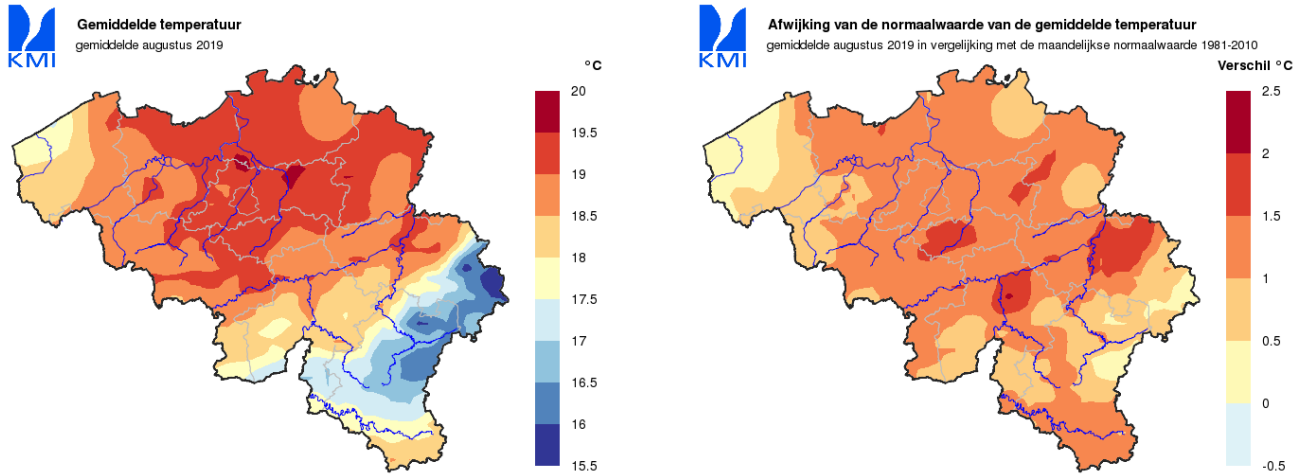 KMI
Gemiddelde temperatuur
gemiddelde augustus 2019
°C
20
19.5
19
18.5
18
17.5
17
16.5
16
15.5
KMI
Afwijking van de normaalwaarde van de gemiddelde temperatuur
gemiddelde augustus 2019 in vergelijking met de maandelijkse normaalwaarde 1981-2010
Verschil °C
2.5
2
1.5
1
0.5
0
-0.5